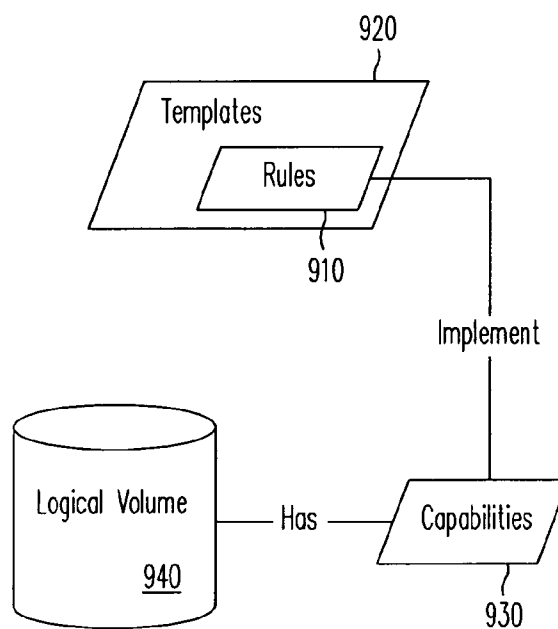 920
Templates
Rules
910
Implement
Logical Volume
Has
Capabilities
940
930